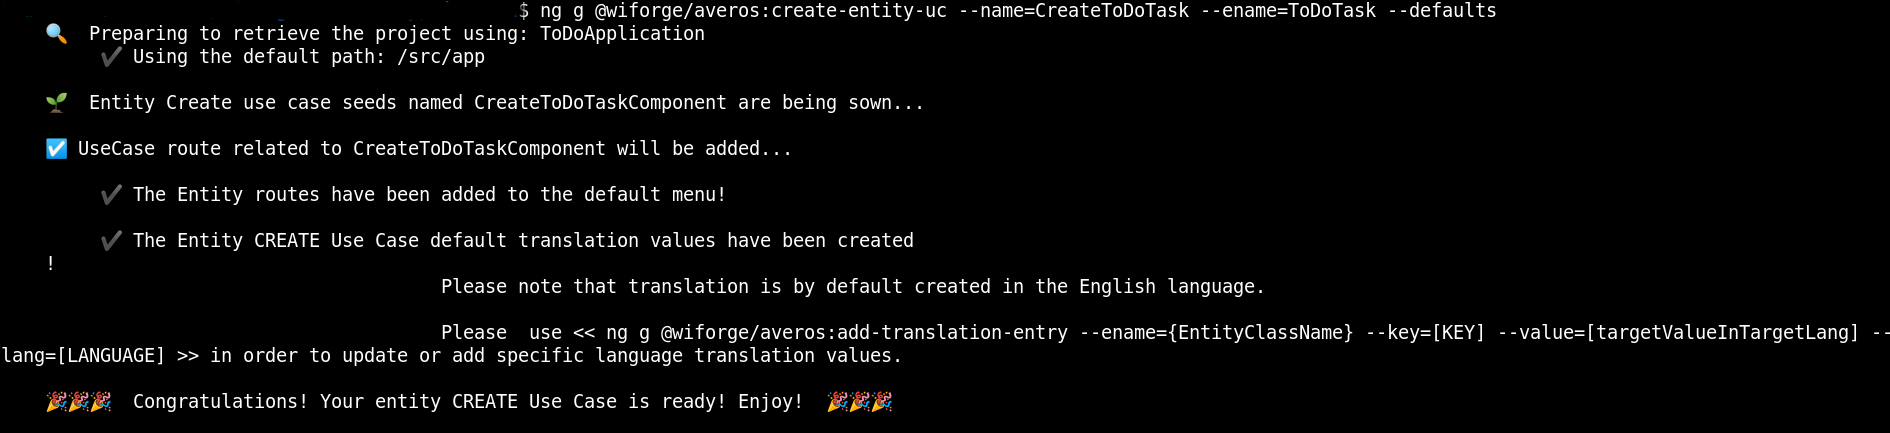 $ ng g @wiforge/averos:create-entity-uc --name=CreateToDoTask --ename=ToDoTask --defaults
🔍 Preparing to retrieve the project using: ToDoApplication
✔ Using the default path: /src/app
🌱 Entity Create use case seeds named CreateToDoTaskComponent are being sown...
☑ UseCase route related to CreateToDoTaskComponent will be added...
✔ The Entity routes have been added to the default menu!
✔ The Entity CREATE Use Case default translation values have been created
!
Please note that translation is by default created in the English language.
Please  use << ng g @wiforge/averos:add-translation-entry --ename={EntityClassName} --key=[KEY] --value=[targetValueInTargetLang] --
lang=[LANGUAGE] >> in order to update or add specific language translation values.
🎉🎉🎉 Congratulations! Your entity CREATE Use Case is ready! Enjoy! 🎉🎉🎉